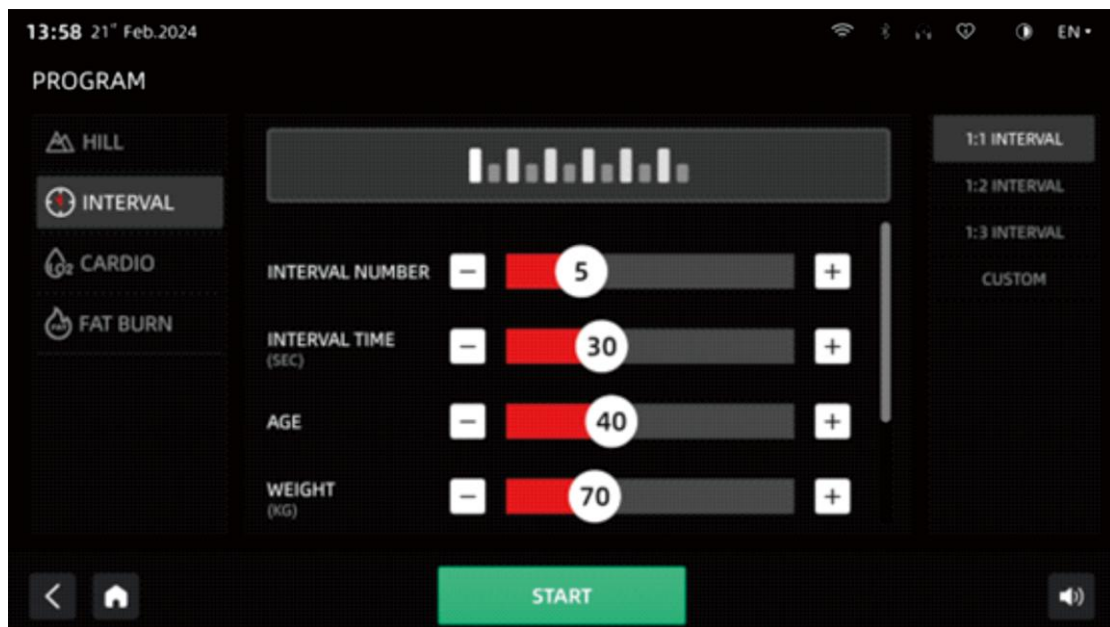 13:58 21st Feb.2024
EN
PROGRAM
HILL
INTERVAL
CARDIO
FAT BURN
INTERVAL NUMBER
− 5 +
INTERVAL TIME
(SEC)
− 30 +
AGE
− 40 +
WEIGHT
(KG)
− 70 +
1:1 INTERVAL
1:2 INTERVAL
1:3 INTERVAL
CUSTOM
START